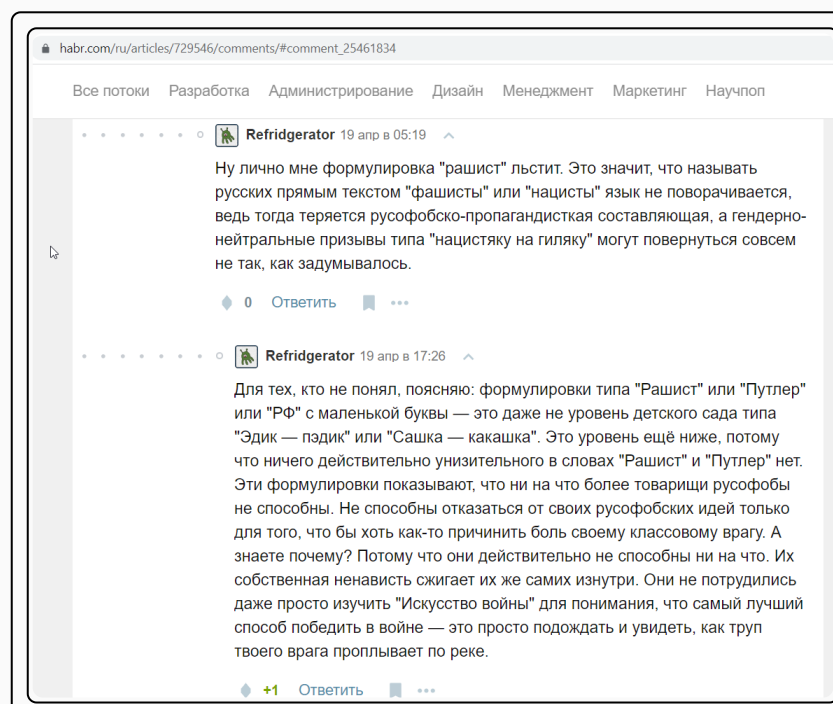 habr.com/ru/articles/729546/comments/#comment_25461834
Все потоки Разработка Администрирование Дизайн Менеджмент Маркетинг Научпоп
Refridgerator 19 апр в 05:19
Ну лично мне формулировка "рашист" льстит. Это значит, что называть
русских прямым текстом "фашисты" или "нацисты" язык не поворачивается,
ведь тогда теряется русофобско-пропагандисткая составляющая, а гендерно-
нейтральные призывы типа "нацистяку на гиляку" могут повернуться совсем
не так, как задумывалось.
0 Ответить
Refridgerator 19 апр в 17:26
Для тех, кто не понял, поясняю: формулировки типа "Рашист" или "Путлер"
или "РФ" с маленькой буквы — это даже не уровень детского сада типа
"Эдик — пэдик" или "Сашка — какашка". Это уровень ещё ниже, потому
что ничего действительно унизительного в словах "Рашист" и "Путлер" нет.
Эти формулировки показывают, что ни на что более товарищи русофобы
не способны. Не способны отказаться от своих русофобских идей только
для того, что бы хоть как-то причинить боль своему классовому врагу. А
знаете почему? Потому что они действительно не способны ни на что. Их
собственная ненависть сжигает их же самих изнутри. Они не потрудились
даже просто изучить "Искусство войны" для понимания, что самый лучший
способ победить в войне — это просто подождать и увидеть, как труп
твоего врага проплывает по реке.
+1 Ответить